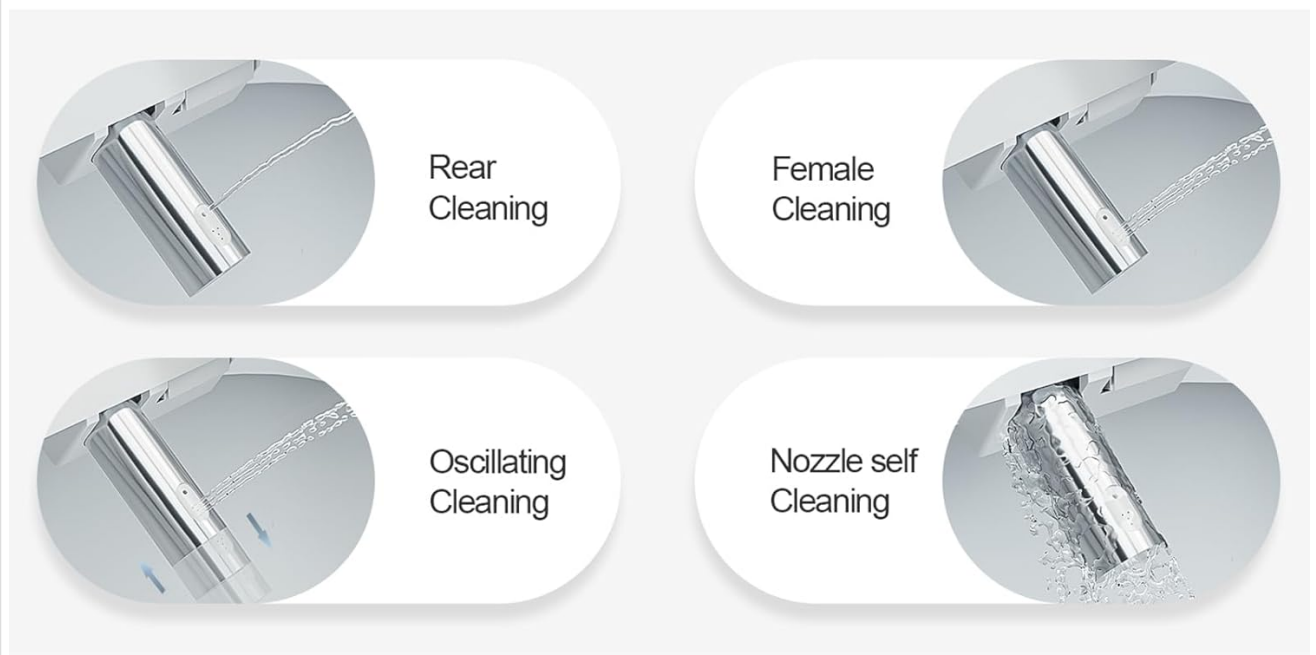 Rear
Cleaning
Female
Cleaning
Oscillating
Cleaning
Nozzle self
Cleaning